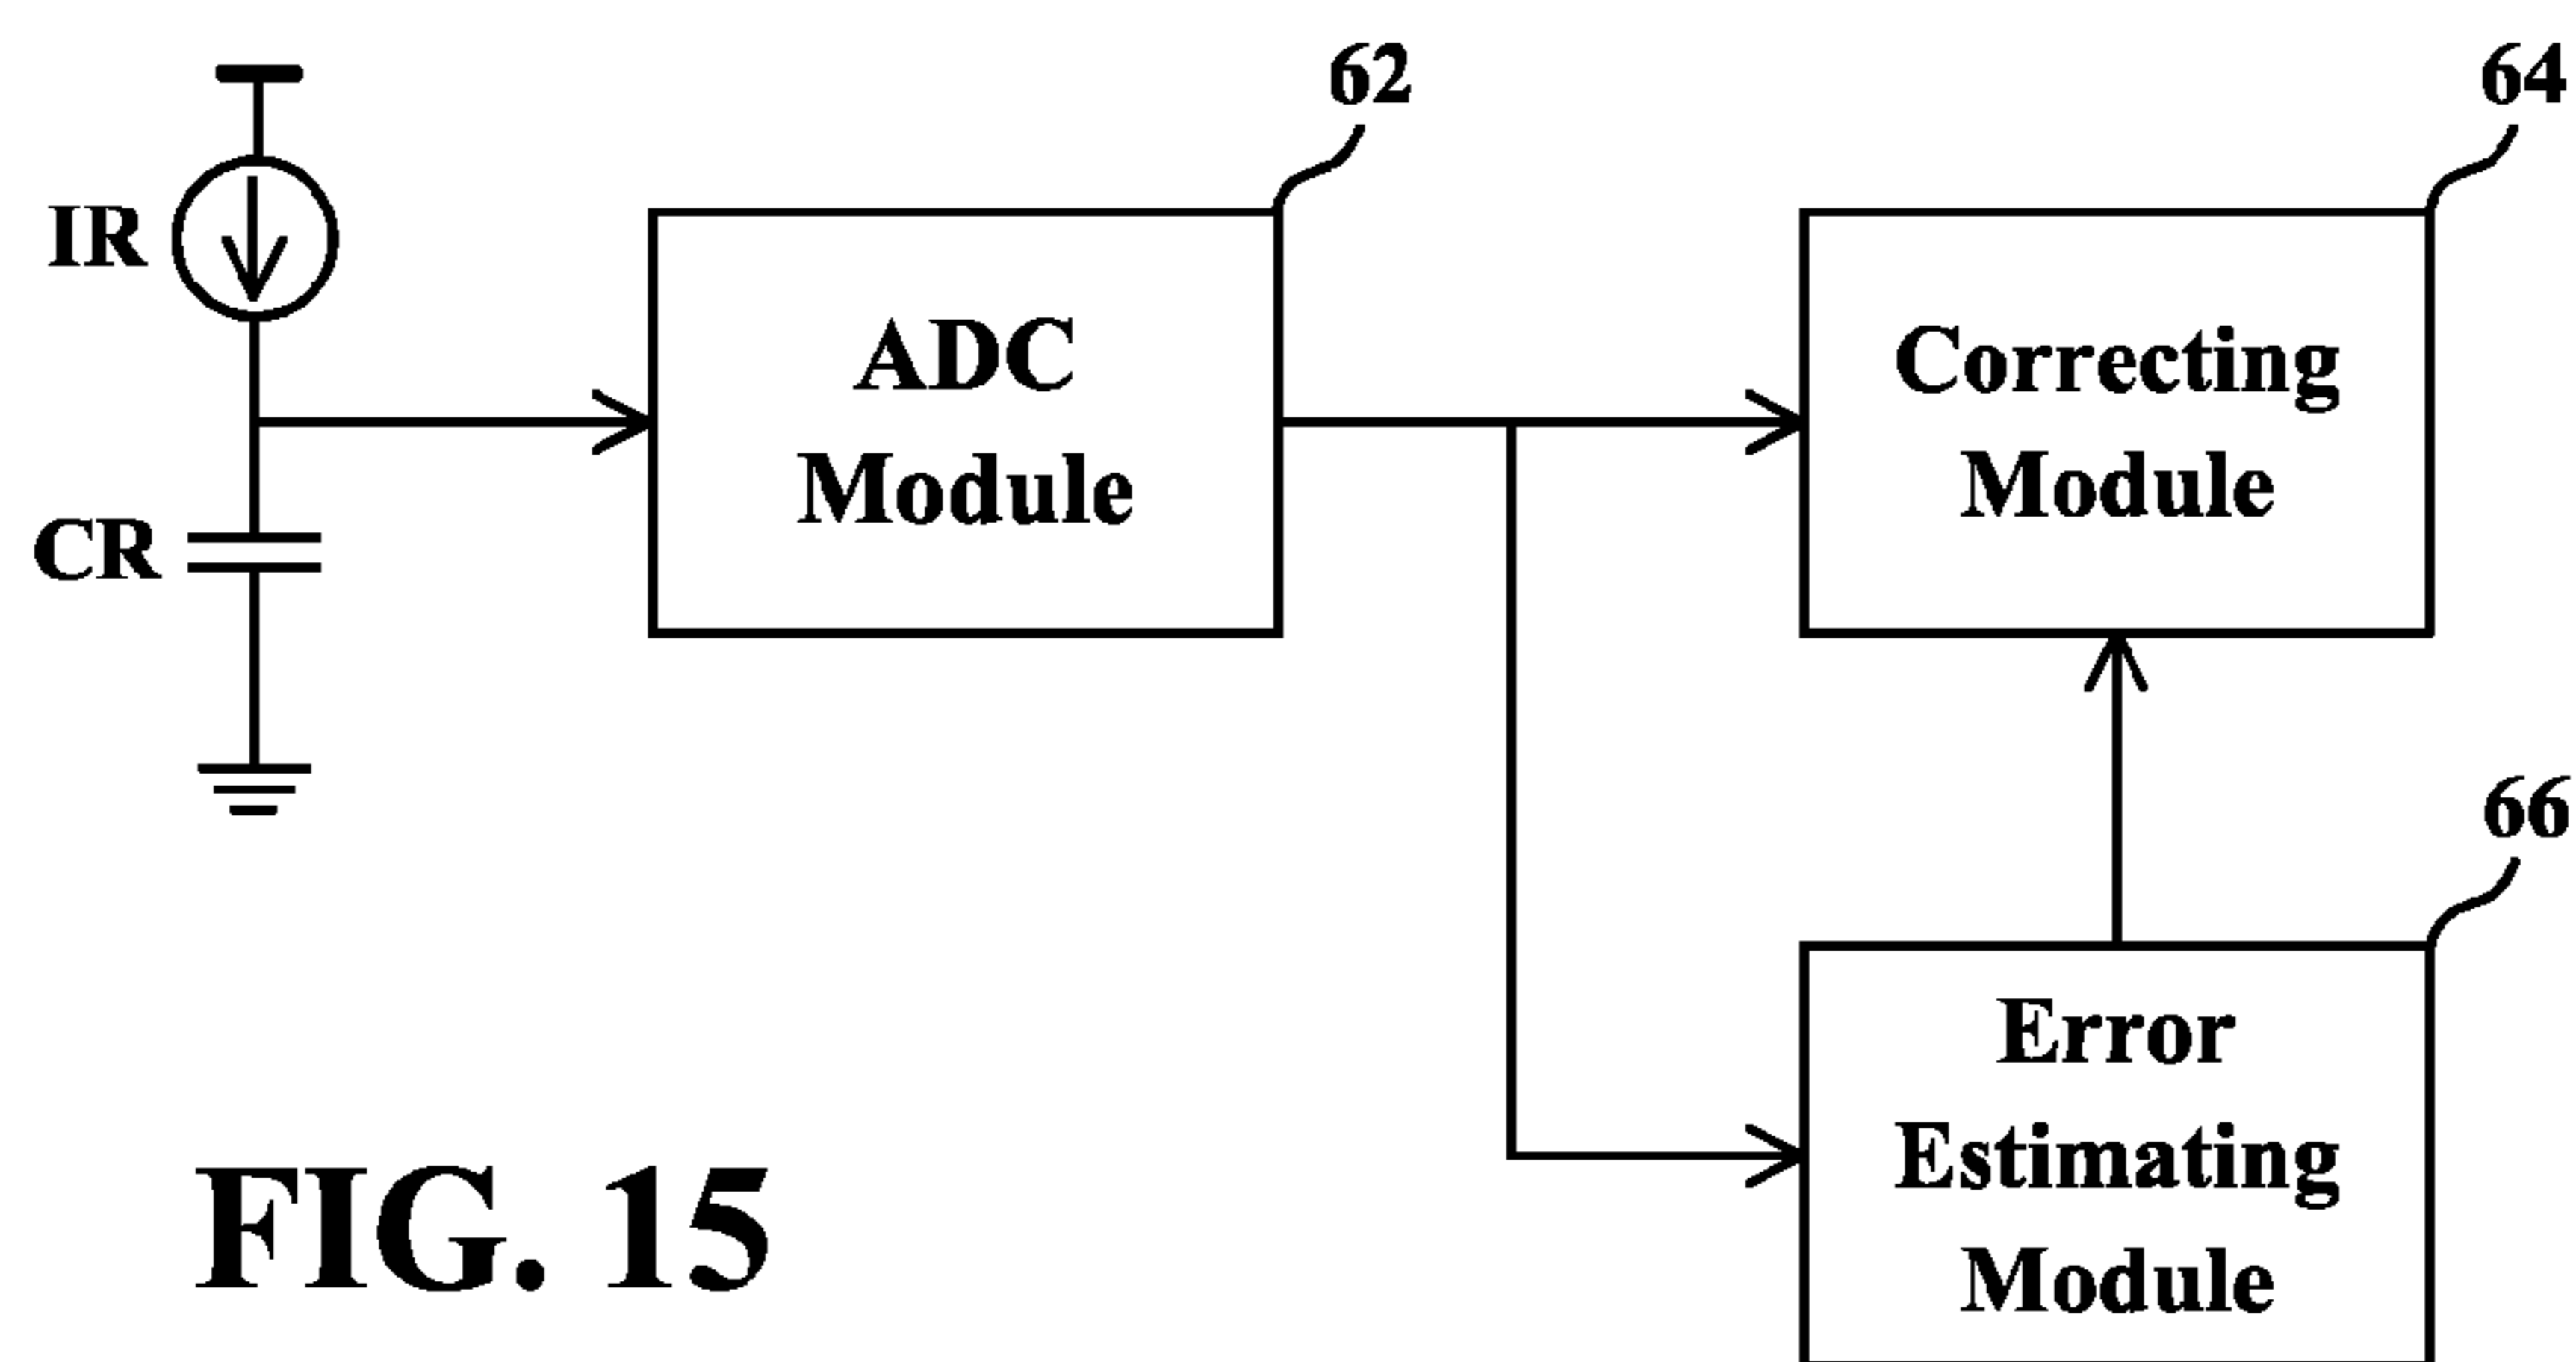 62
64
IR
ADC
Module
Correcting
Module
CR
66
Error
Estimating
Module
FIG. 15